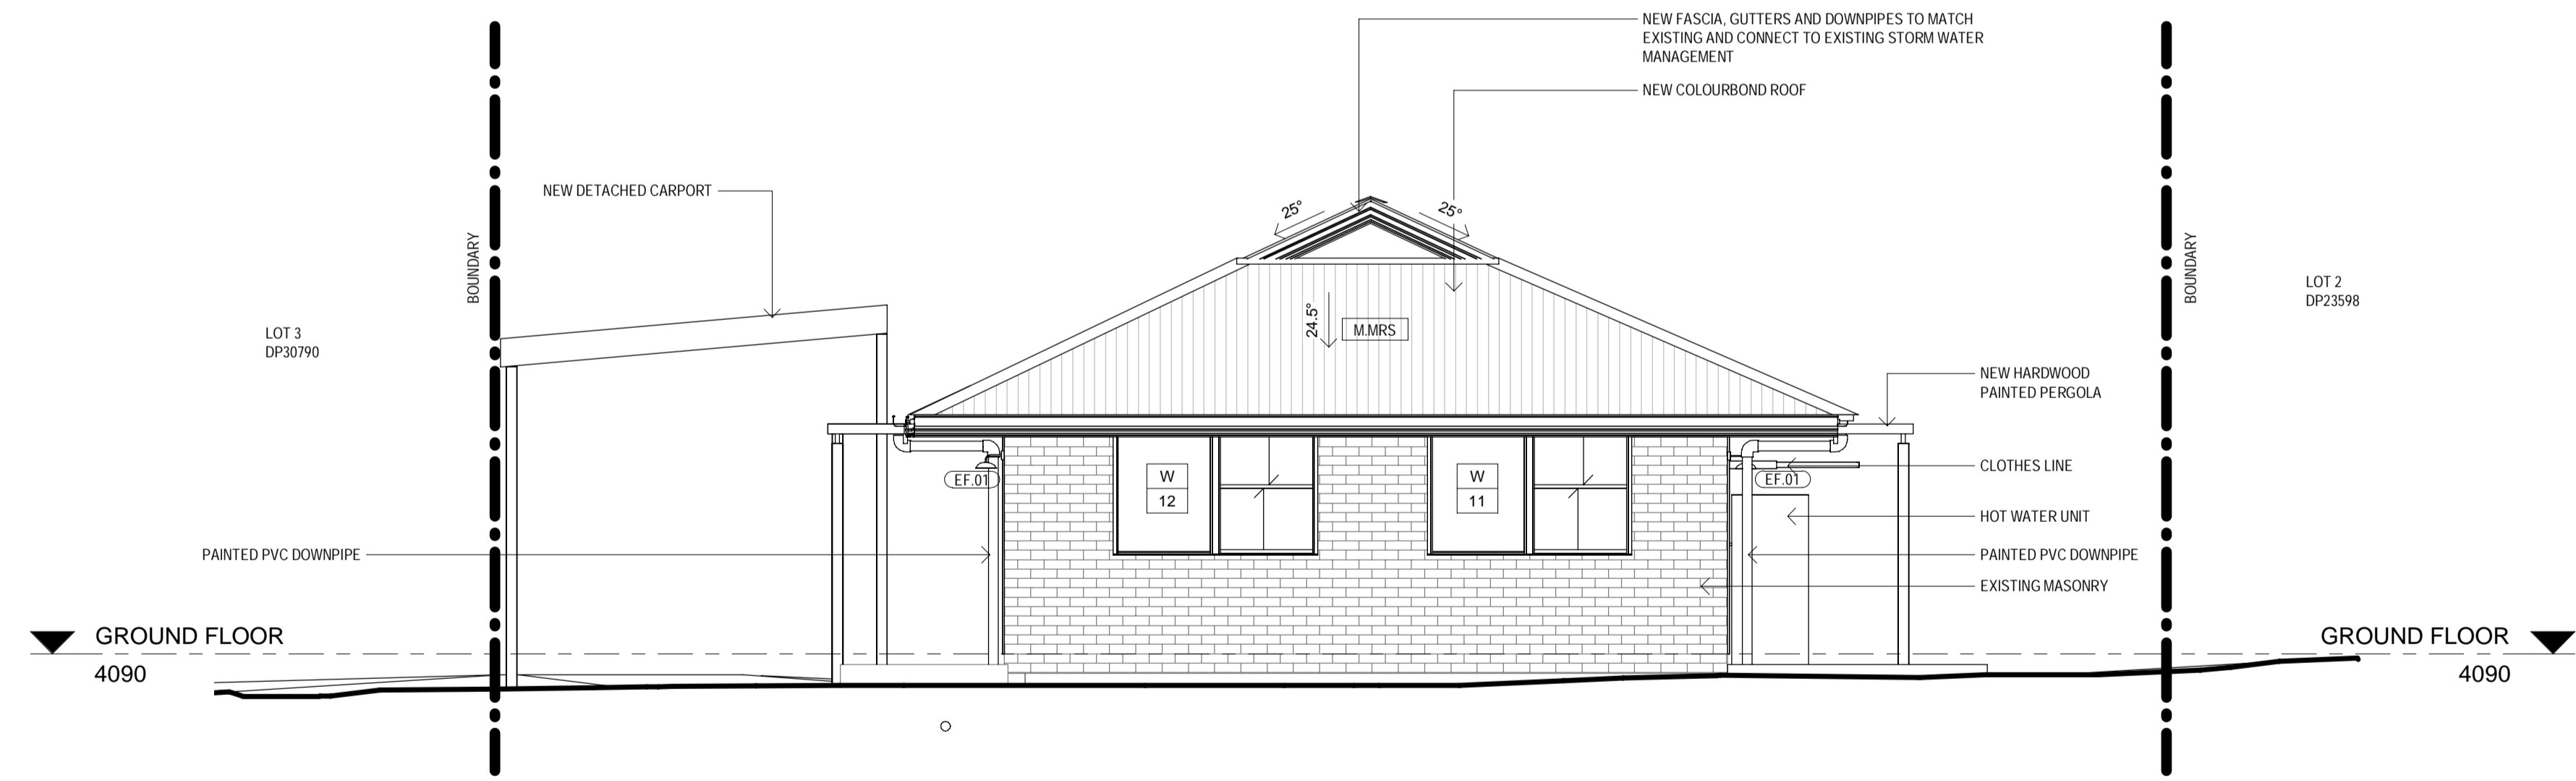 NEW FASCIA, GUTTERS AND DOWNPIPES TO MATCH
EXISTING AND CONNECT TO EXISTING STORM WATER
MANAGEMENT
NEW COLOURBOND ROOF
NEW DETACHED CARPORT
25°
25°
BOUNDARY
BOUNDARY
LOT 2
DP23598
LOT 3
DP30790
24.5°
M.MRS
NEW HARDWOOD
PAINTED PERGOLA
CLOTHES LINE
EF.01
W
12
W
11
EF.01
HOT WATER UNIT
PAINTED PVC DOWNPIPE
PAINTED PVC DOWNPIPE
EXISTING MASONRY
GROUND FLOOR
4090
GROUND FLOOR
4090